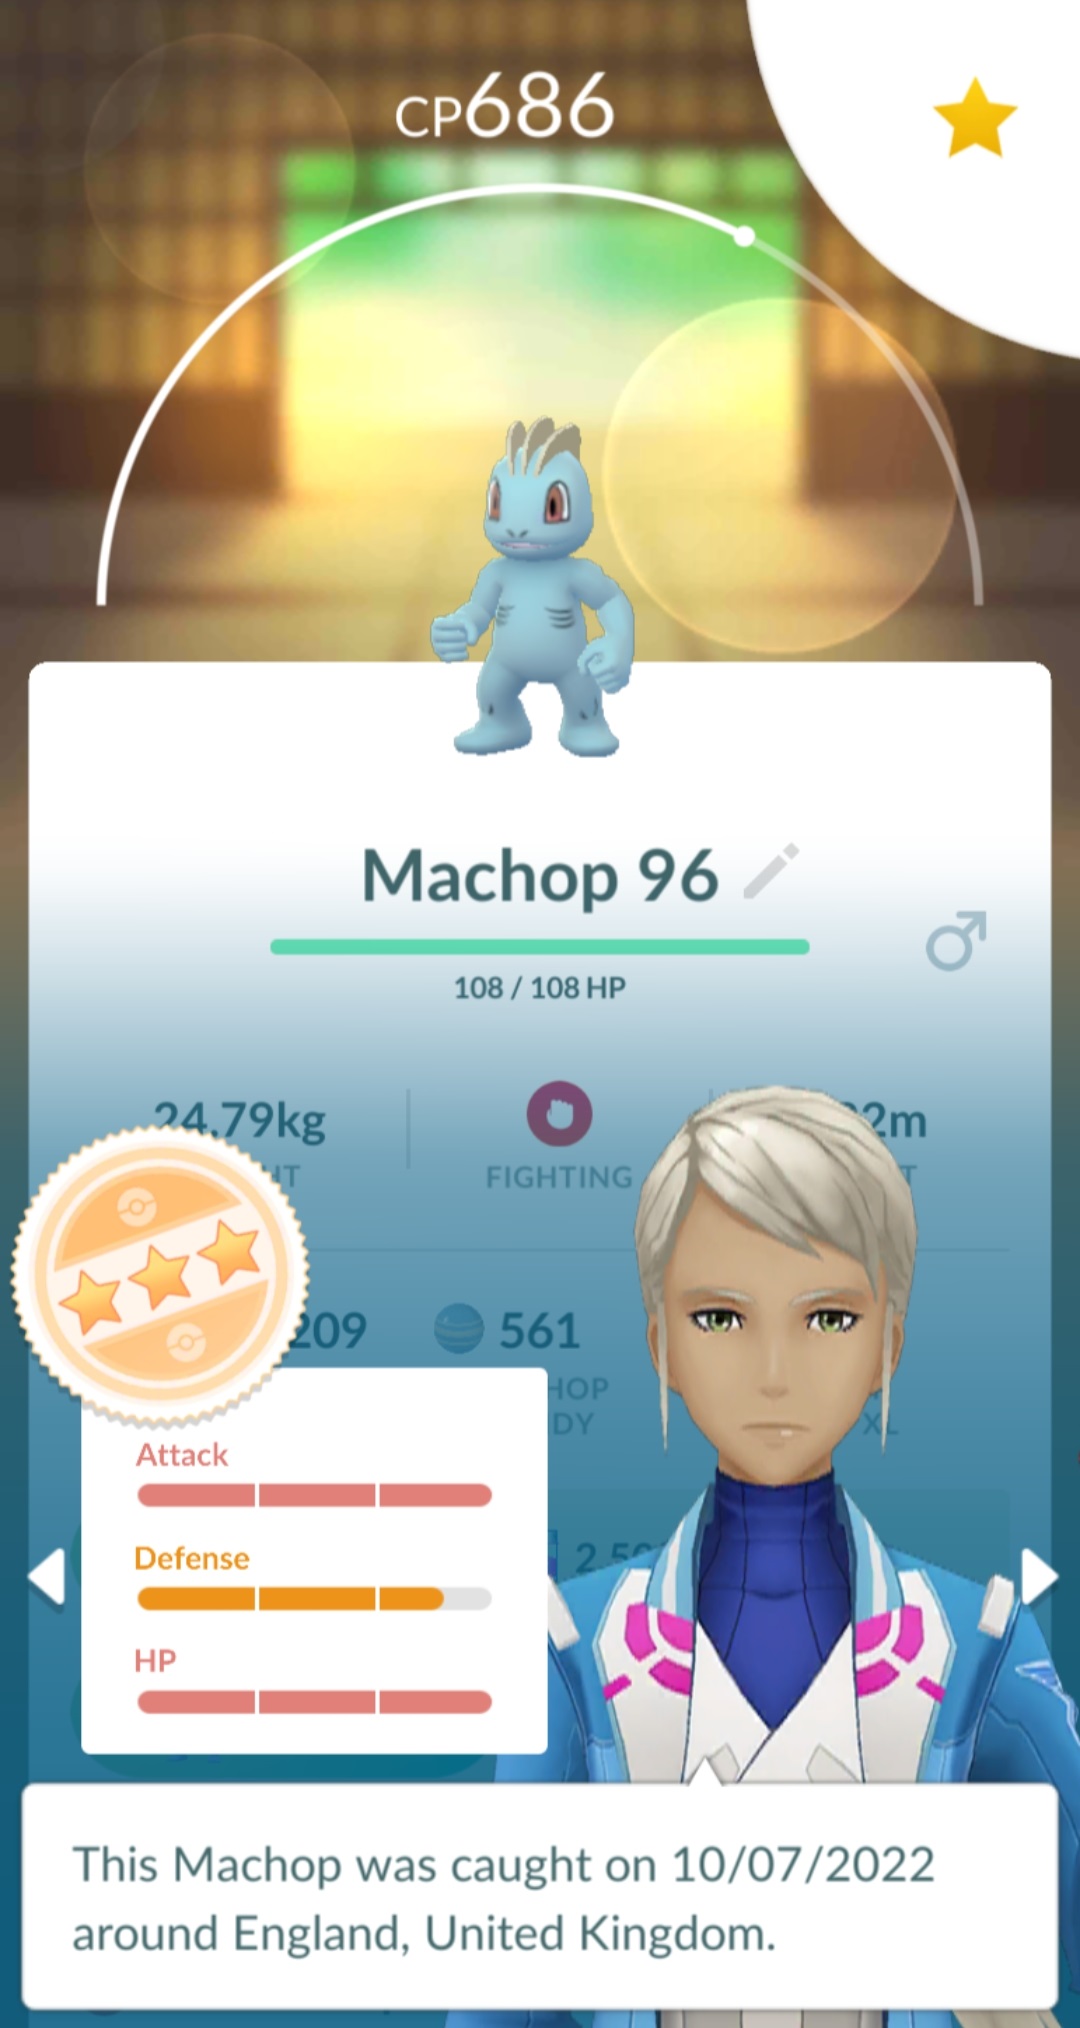 CP686
Machop 96
108 / 108 HP
24.79kg
FIGHTING
209
561
Attack
Defense
HP
This Machop was caught on 10/07/2022
around England, United Kingdom.